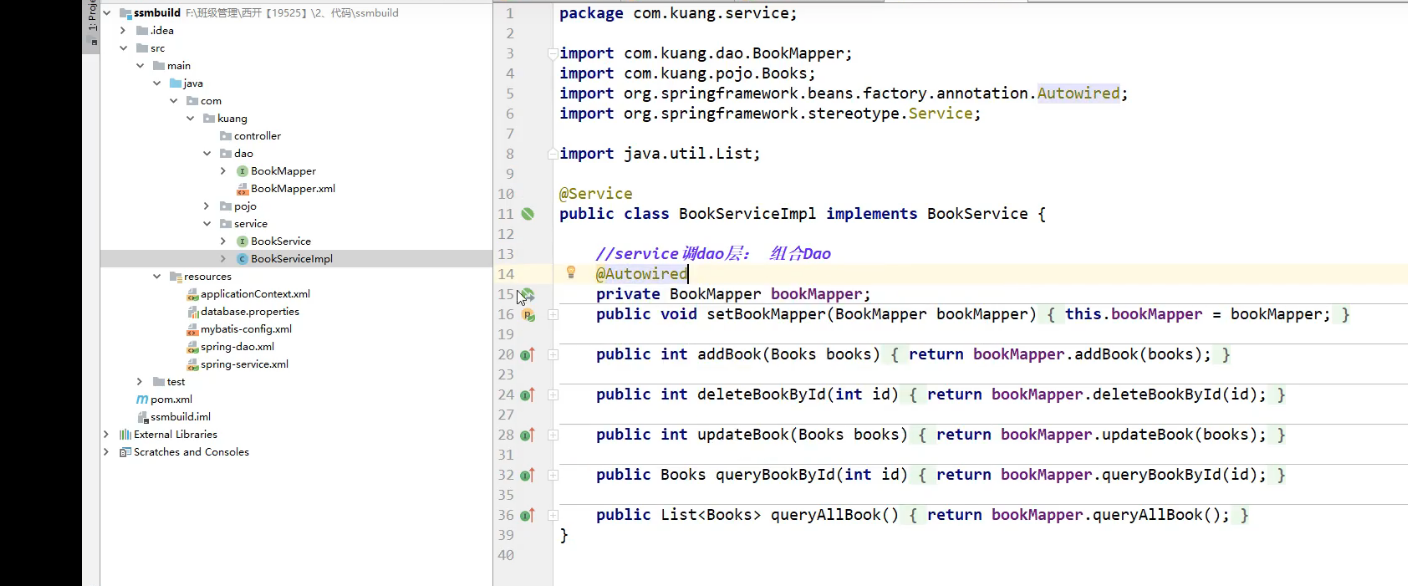 1: Proje
ssmbuild F:\班级管理\西开【19525】\2、代码\ssmbuild
.idea
src
main
java
com
kuang
controller
dao
BookMapper
BookMapper.xml
pojo
service
BookService
BookServiceImpl
resources
applicationContext.xml
database.properties
mybatis-config.xml
spring-dao.xml
spring-service.xml
test
pom.xml
ssmbuild.iml
External Libraries
Scratches and Consoles
1 package com.kuang.service;
2
3 import com.kuang.dao.BookMapper;
4 import com.kuang.pojo.Books;
5 import org.springframework.beans.factory.annotation.Autowired;
6 import org.springframework.stereotype.Service;
7
8 import java.util.List;
9
10 @Service
11 public class BookServiceImpl implements BookService {
12
13 //service调dao层： 组合Dao
14 @Autowired
15 private BookMapper bookMapper;
16 public void setBookMapper(BookMapper bookMapper) { this.bookMapper = bookMapper; }
19
20 public int addBook(Books books) { return bookMapper.addBook(books); }
23
24 public int deleteBookById(int id) { return bookMapper.deleteBookById(id); }
27
28 public int updateBook(Books books) { return bookMapper.updateBook(books); }
31
32 public Books queryBookById(int id) { return bookMapper.queryBookById(id); }
35
36 public List<Books> queryAllBook() { return bookMapper.queryAllBook(); }
39 }
40